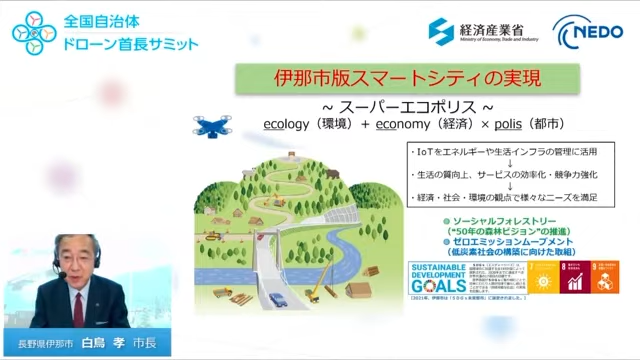 全国自治体
ドローン首長サミット
経済産業省
Ministry of Economy, Trade and Industry
NEDO
伊那市版スマートシティの実現
~ スーパーエコポリス ~
ecology（環境）+ economy（経済）× polis（都市）
・IoTをエネルギーや生活インフラの管理に活用
↓
・生活の質向上、サービスの効率化・競争力強化
↓
・経済・社会・環境の観点で様々なニーズを満足
ソーシャルフォレストリー
（“50年の森林ビジョン”の推進）
ゼロエミッションムーブメント
（低炭素社会の構築に向けた取組）
SUSTAINABLE
DEVELOPMENT
GOALS
7
8
9
長野県伊那市 白鳥 孝 市長